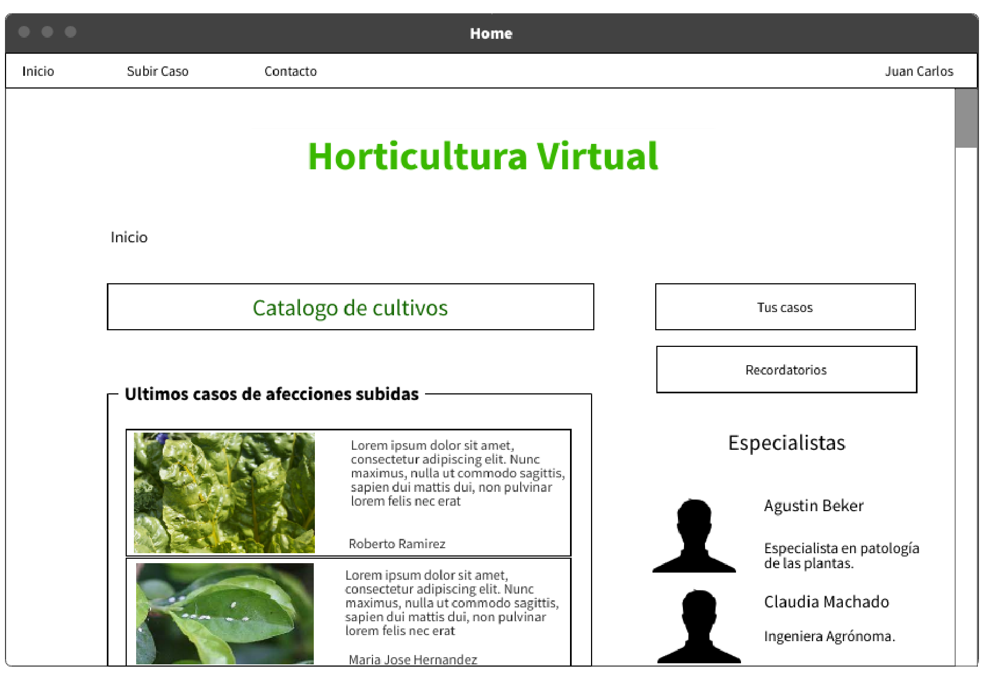 Home
Inicio
Subir Caso
Contacto
Juan Carlos
Horticultura Virtual
Inicio
Catalogo de cultivos
Tus casos
Recordatorios
Ultimos casos de afecciones subidas
Lorem ipsum dolor sit amet,
consectetur adipiscing elit. Nunc
maximus, nulla ut commodo sagittis,
sapien dui mattis dui, non pulvinar
lorem felis nec erat
Roberto Ramirez
Lorem ipsum dolor sit amet,
consectetur adipiscing elit. Nunc
maximus, nulla ut commodo sagittis,
sapien dui mattis dui, non pulvinar
lorem felis nec erat
Maria Jose Hernandez
Especialistas
Agustin Beker
Especialista en patología
de las plantas.
Claudia Machado
Ingeniera Agrónoma.